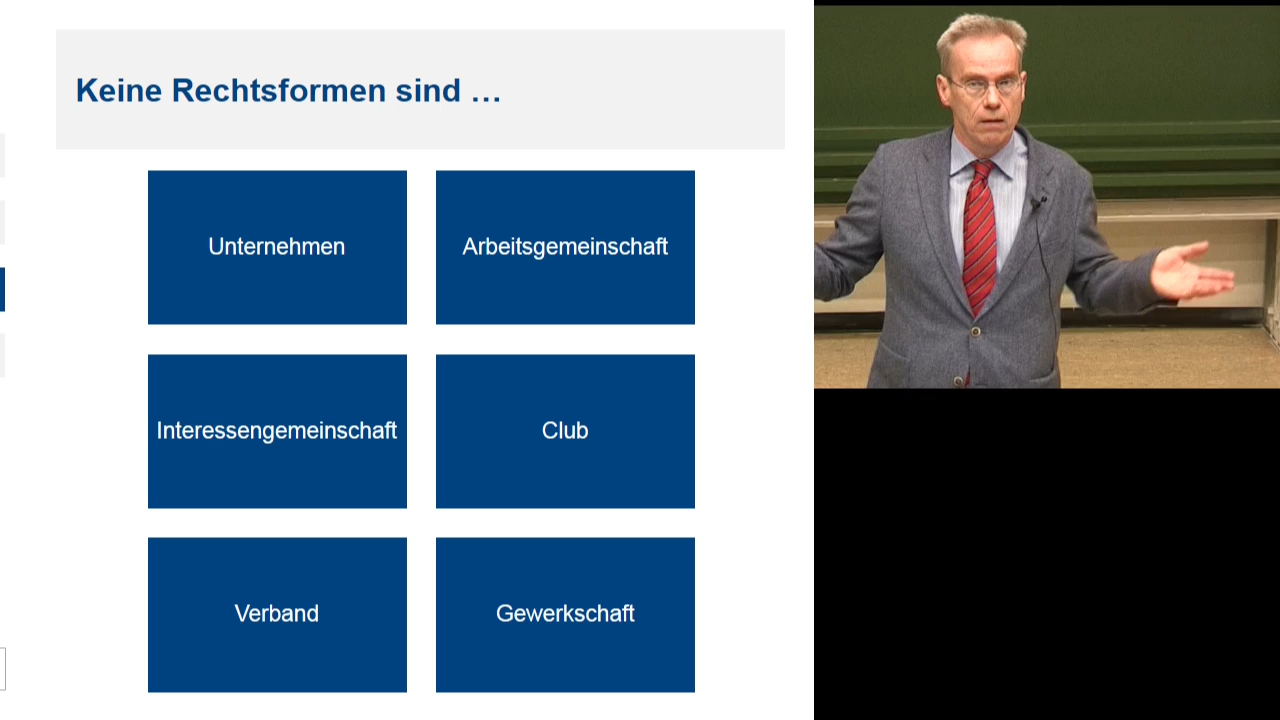 Keine Rechtsformen sind …
Unternehmen
Arbeitsgemeinschaft
Interessengemeinschaft
Club
Verband
Gewerkschaft